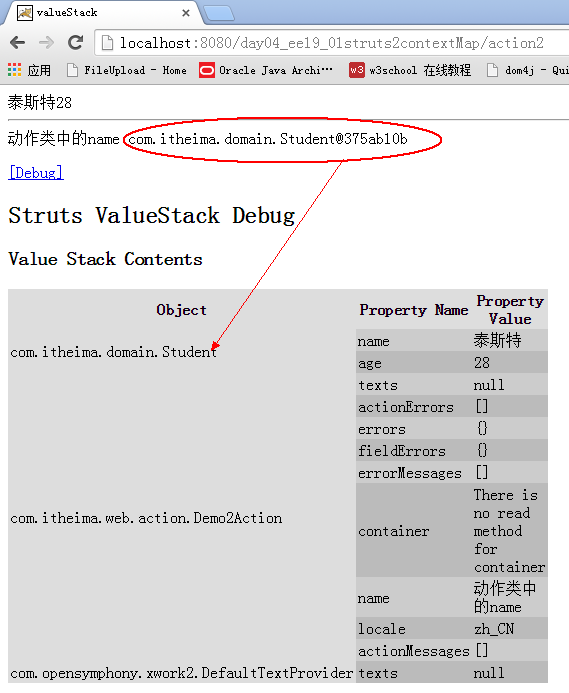 valueStack
localhost:8080/day04_ee19_01struts2contextMap/action2
应用 FileUpload - Home Oracle Java Archi··· w3 w3school 在线教程 dom4j - Qui
泰斯特28
动作类中的name com.itheima.domain.Student@375ab10b
[Debug]
Struts ValueStack Debug
Value Stack Contents
Object Property Name Property Value
com.itheima.domain.Student name 泰斯特
age 28
texts null
actionErrors []
errors {}
fieldErrors {}
errorMessages []
com.itheima.web.action.Demo2Action container There is no read method for container
name 动作类中的name
locale zh_CN
actionMessages []
com.opensymphony.xwork2.DefaultTextProvider texts null